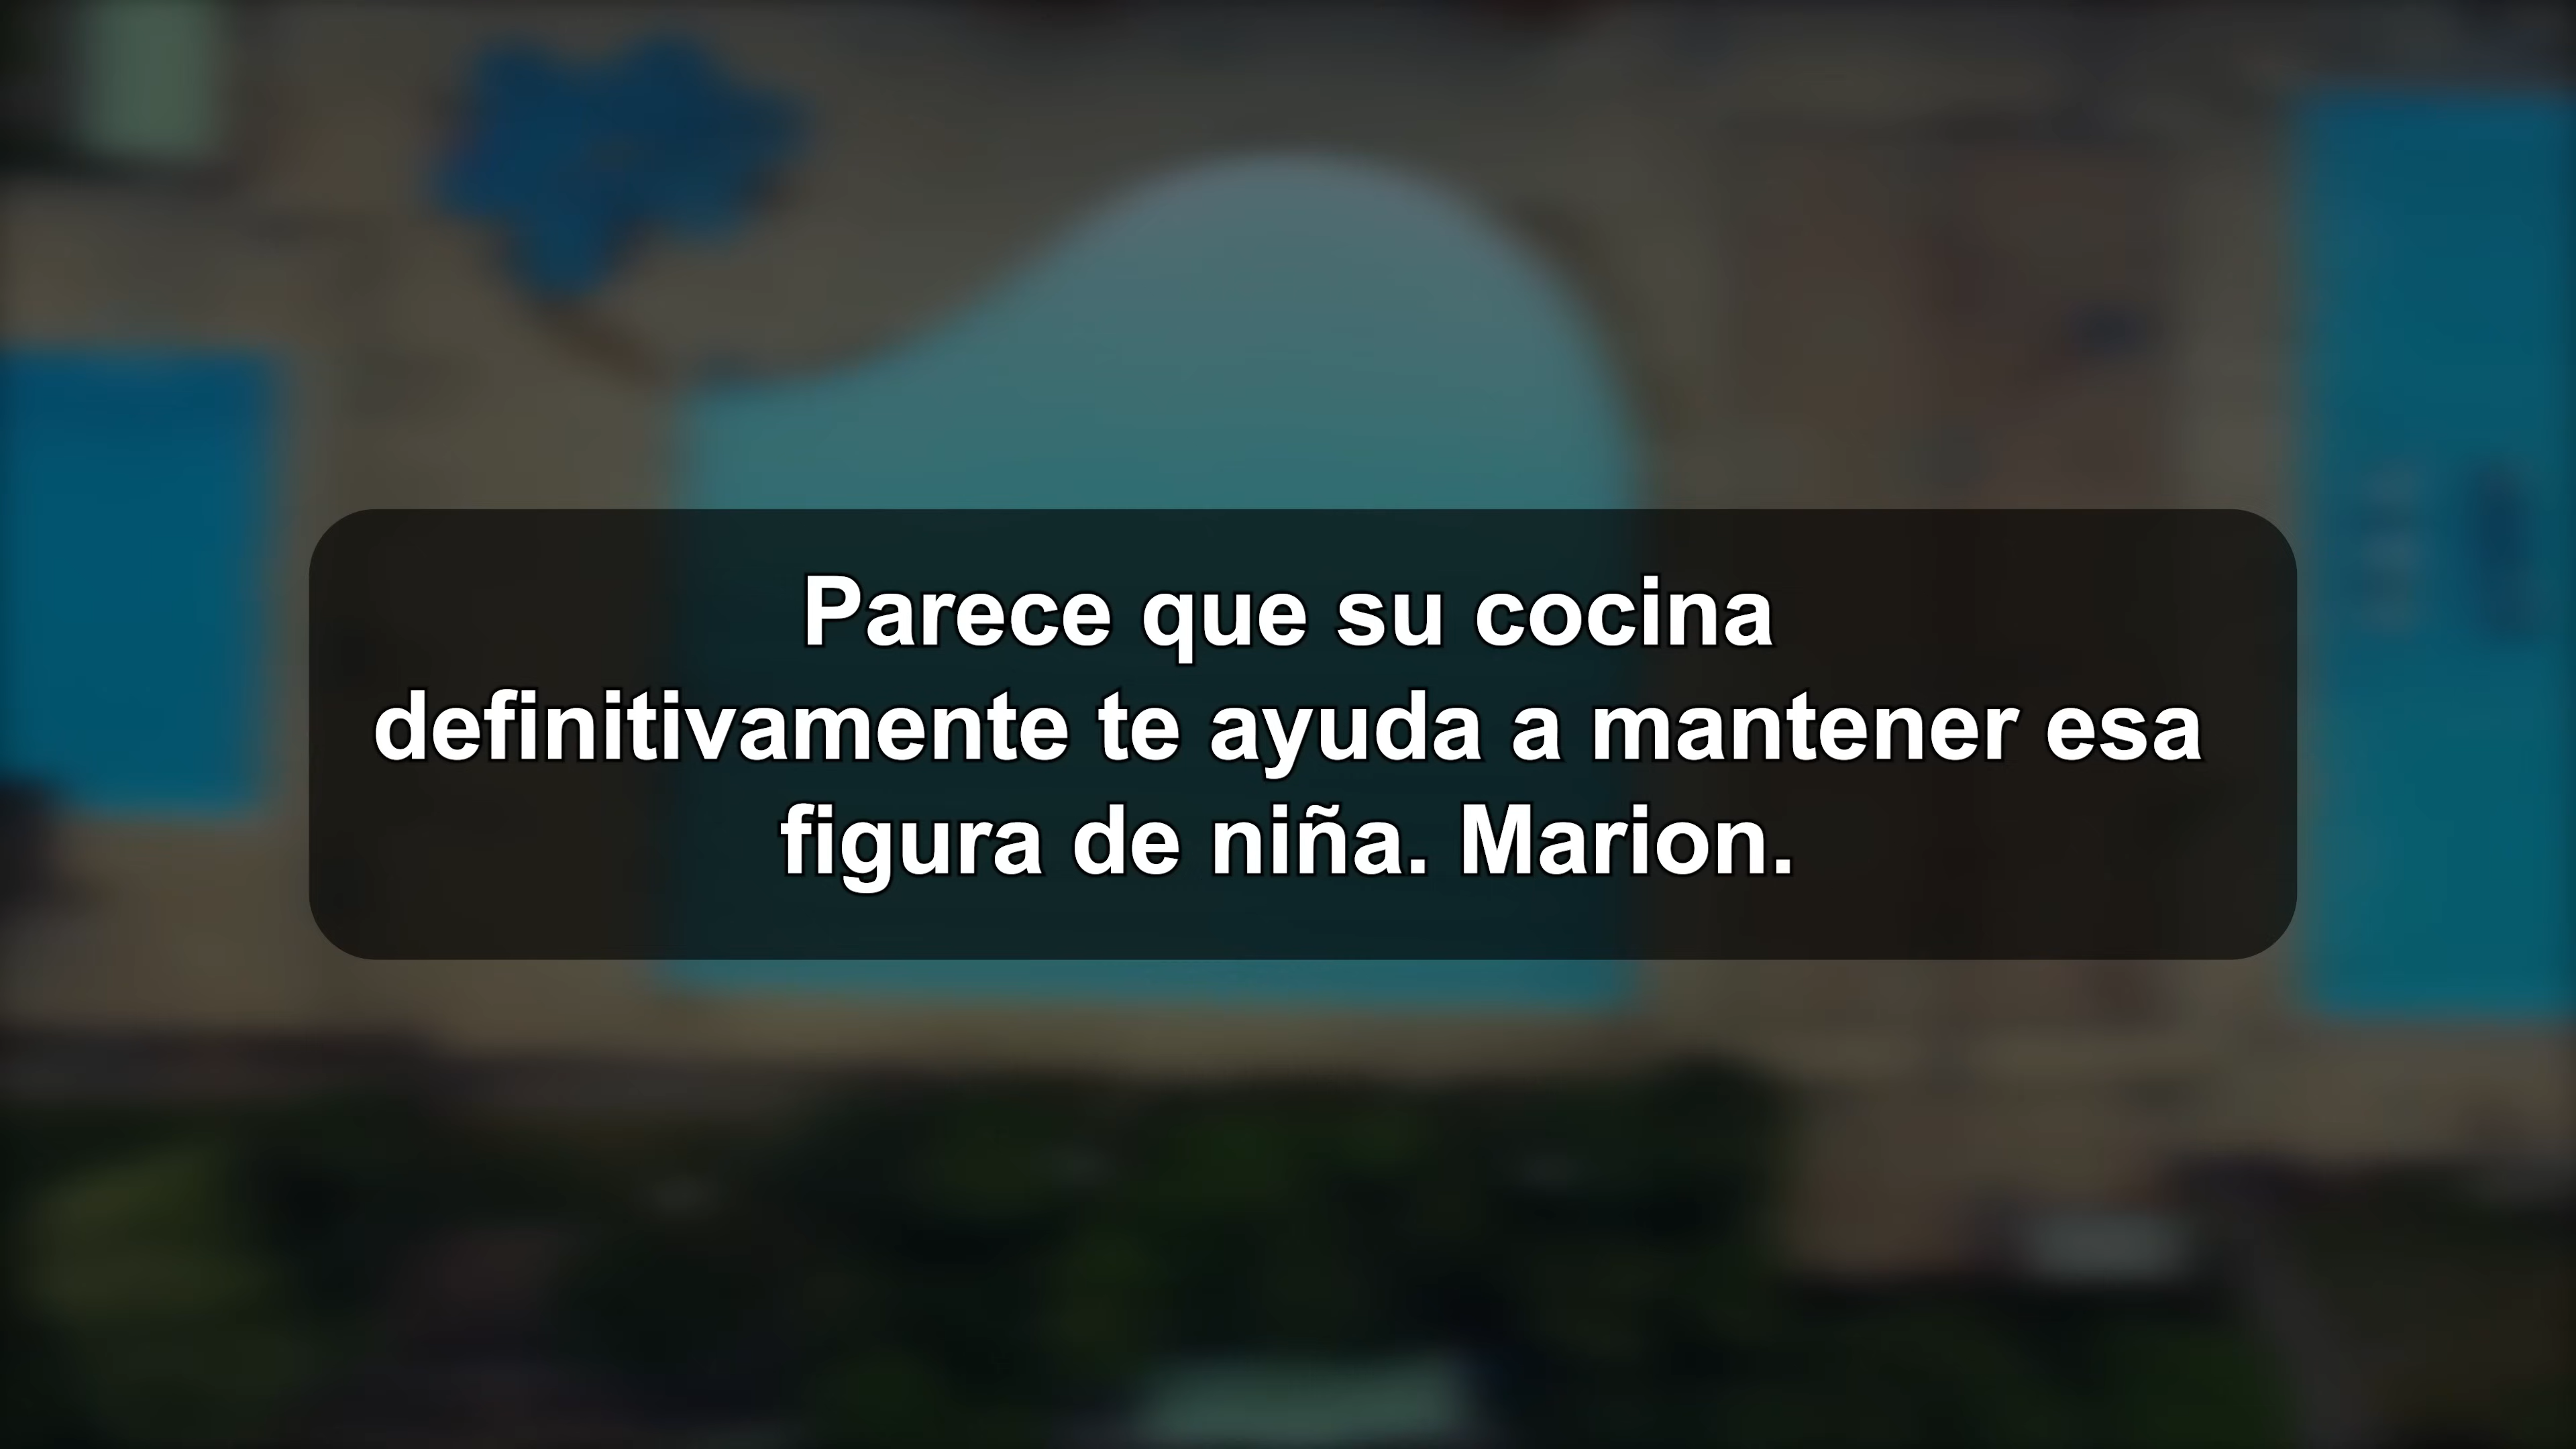 Parece que su cocina
definitivamente te ayuda a mantener esa
figura de niña. Marion.